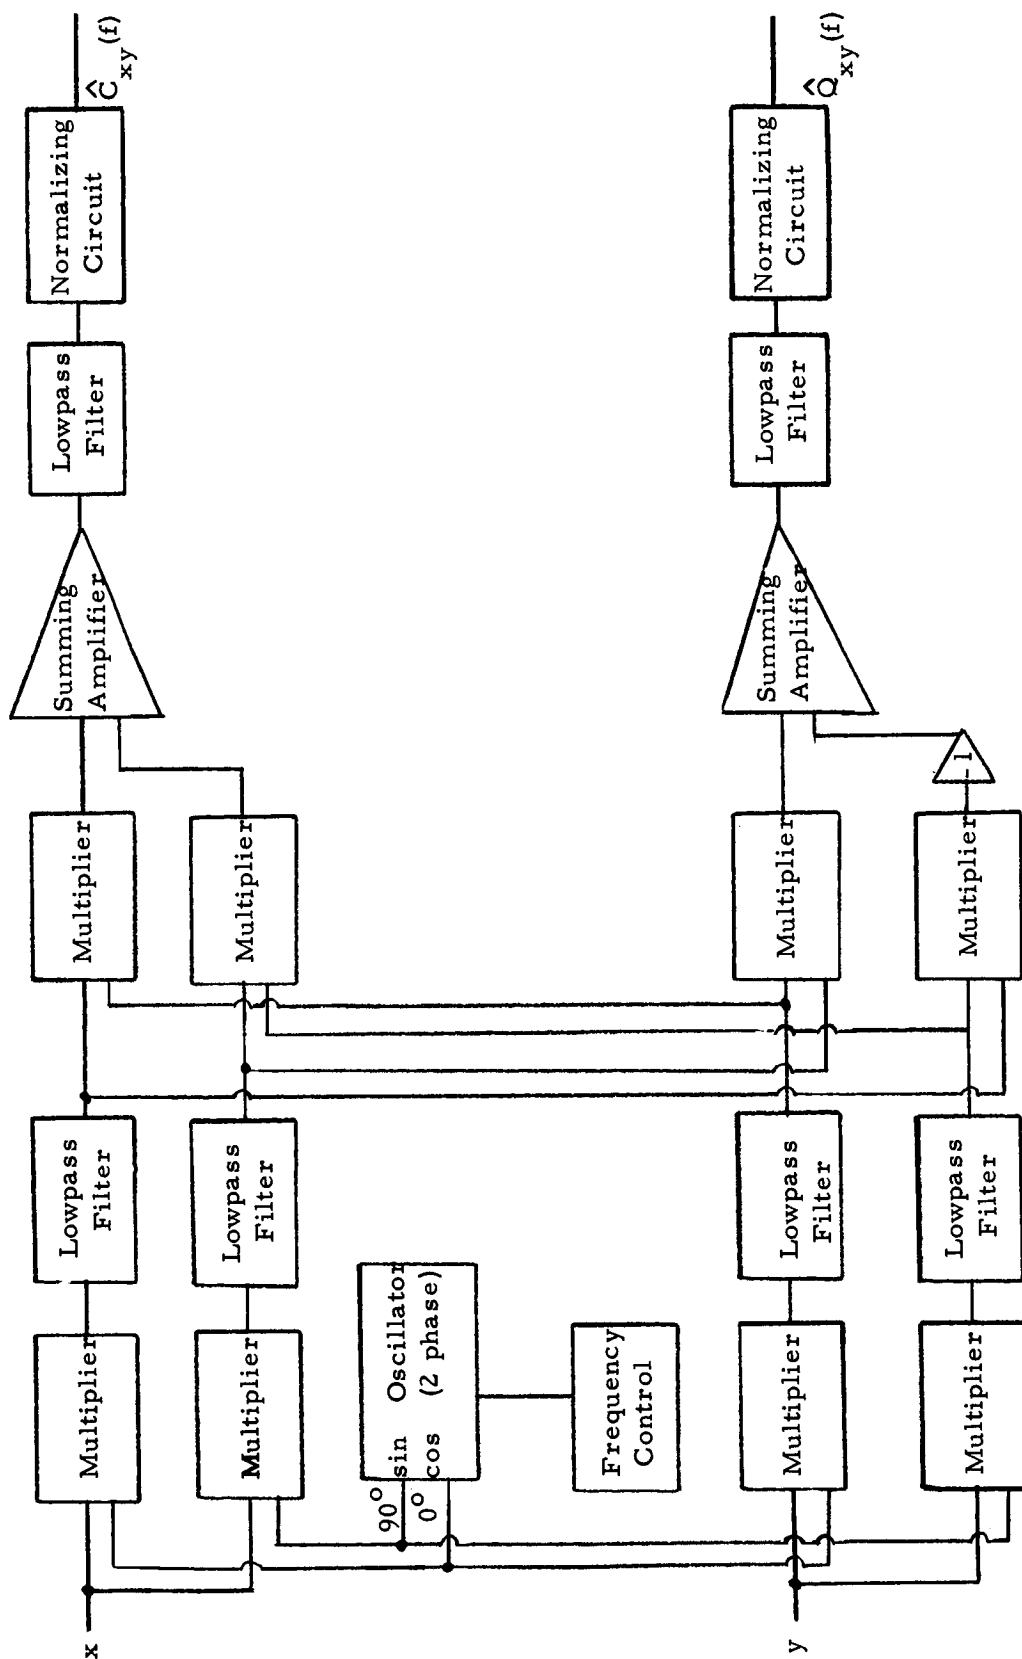 x
Multiplier
Lowpass
Filter
Multiplier
Summing
Amplifier
Lowpass
Filter
Normalizing
Circuit
Ĉxy(f)
Multiplier
Lowpass
Filter
Multiplier
90°
sin
0°
cos
Oscillator
(2 phase)
Frequency
Control
y
Multiplier
Lowpass
Filter
Multiplier
Summing
Amplifier
Lowpass
Filter
Normalizing
Circuit
Q̂xy(f)
Multiplier
Lowpass
Filter
Multiplier
-1